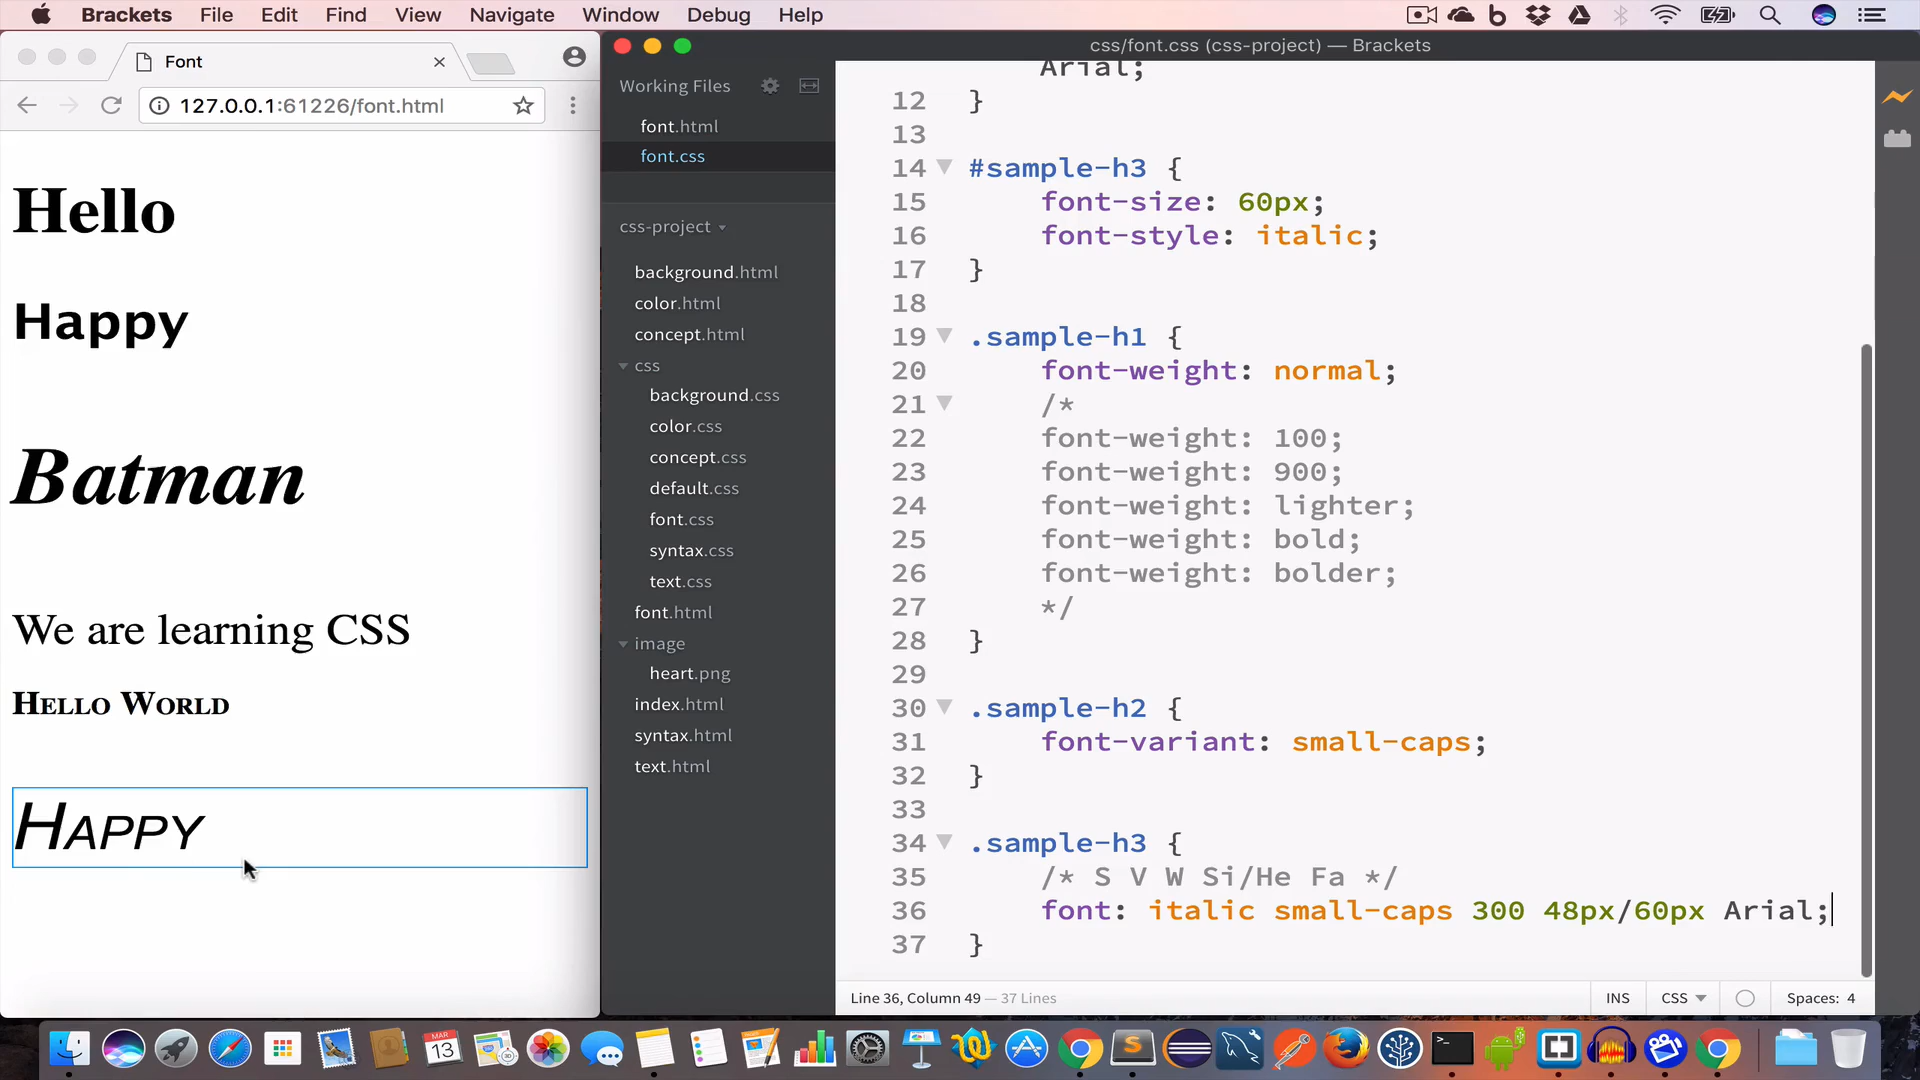 Brackets File Edit Find View Navigate Window Debug Help
Font
127.0.0.1:61226/font.html
Hello
Happy
Batman
We are learning CSS
Hello World
Happy
css/font.css (css-project) — Brackets
Working Files
font.html
font.css
css-project
background.html
color.html
concept.html
css
background.css
color.css
concept.css
default.css
font.css
syntax.css
text.css
font.html
image
heart.png
index.html
syntax.html
text.html
Arial;
12 }
13
14 #sample-h3 {
15 font-size: 60px;
16 font-style: italic;
17 }
18
19 .sample-h1 {
20 font-weight: normal;
21 /*
22 font-weight: 100;
23 font-weight: 900;
24 font-weight: lighter;
25 font-weight: bold;
26 font-weight: bolder;
27 */
28 }
29
30 .sample-h2 {
31 font-variant: small-caps;
32 }
33
34 .sample-h3 {
35 /* S V W Si/He Fa */
36 font: italic small-caps 300 48px/60px Arial;
37 }
Line 36, Column 49 — 37 Lines
INS CSS Spaces: 4
MAR
13